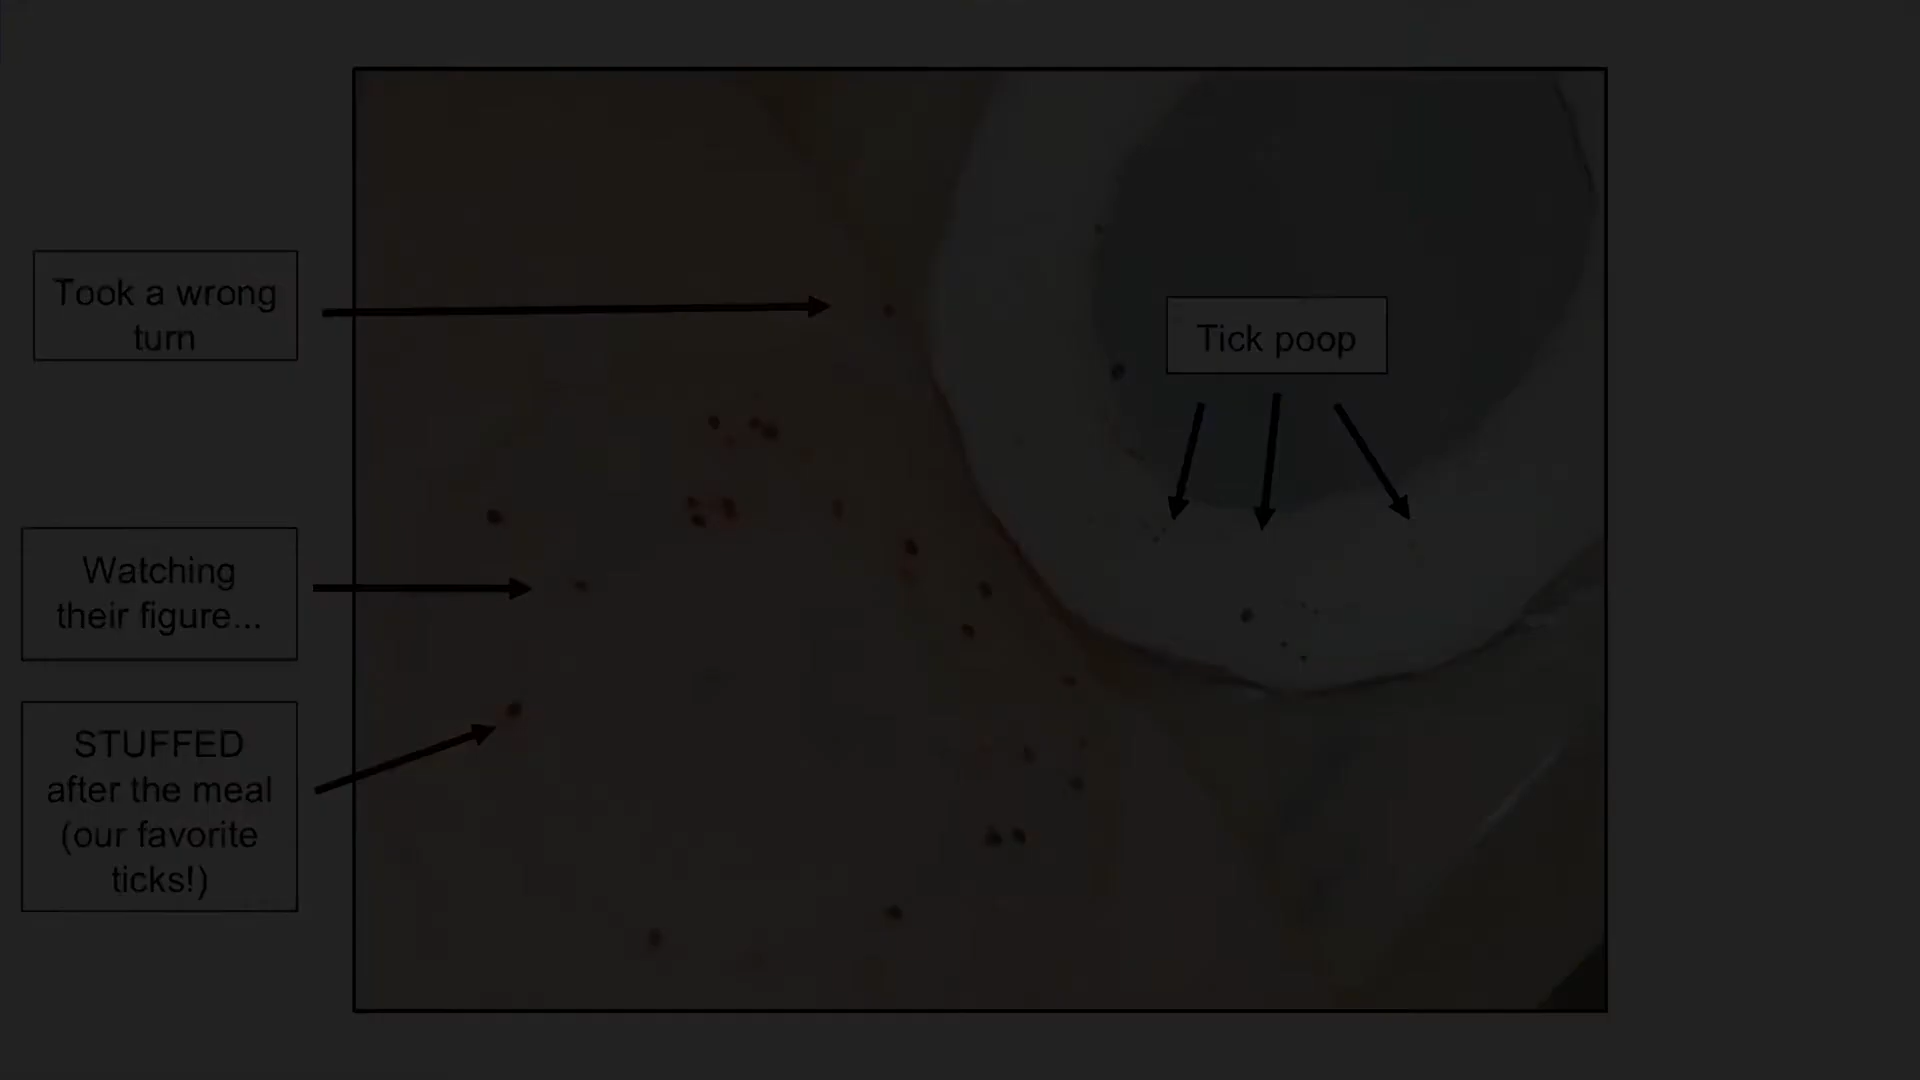 Took a wrong
turn
Tick poop
Watching
their figure...
STUFFED
after the meal
(our favorite
ticks!)